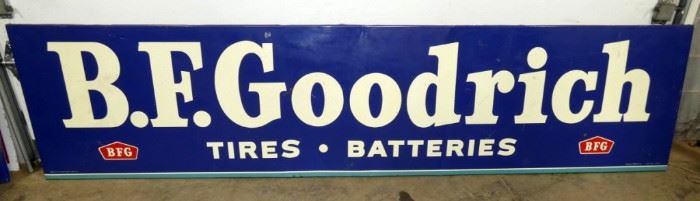 B.F.Goodrich
TIRES • BATTERIES
BFG
BFG